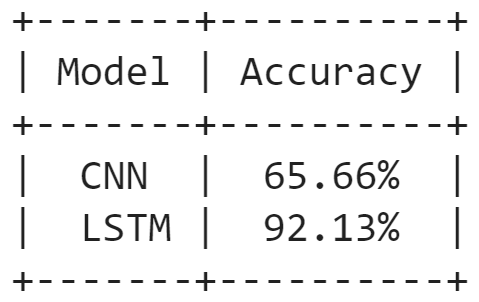 +-------+----------+
| Model | Accuracy |
+-------+----------+
|  CNN  |  65.66%  |
|  LSTM |  92.13%  |
+-------+----------+